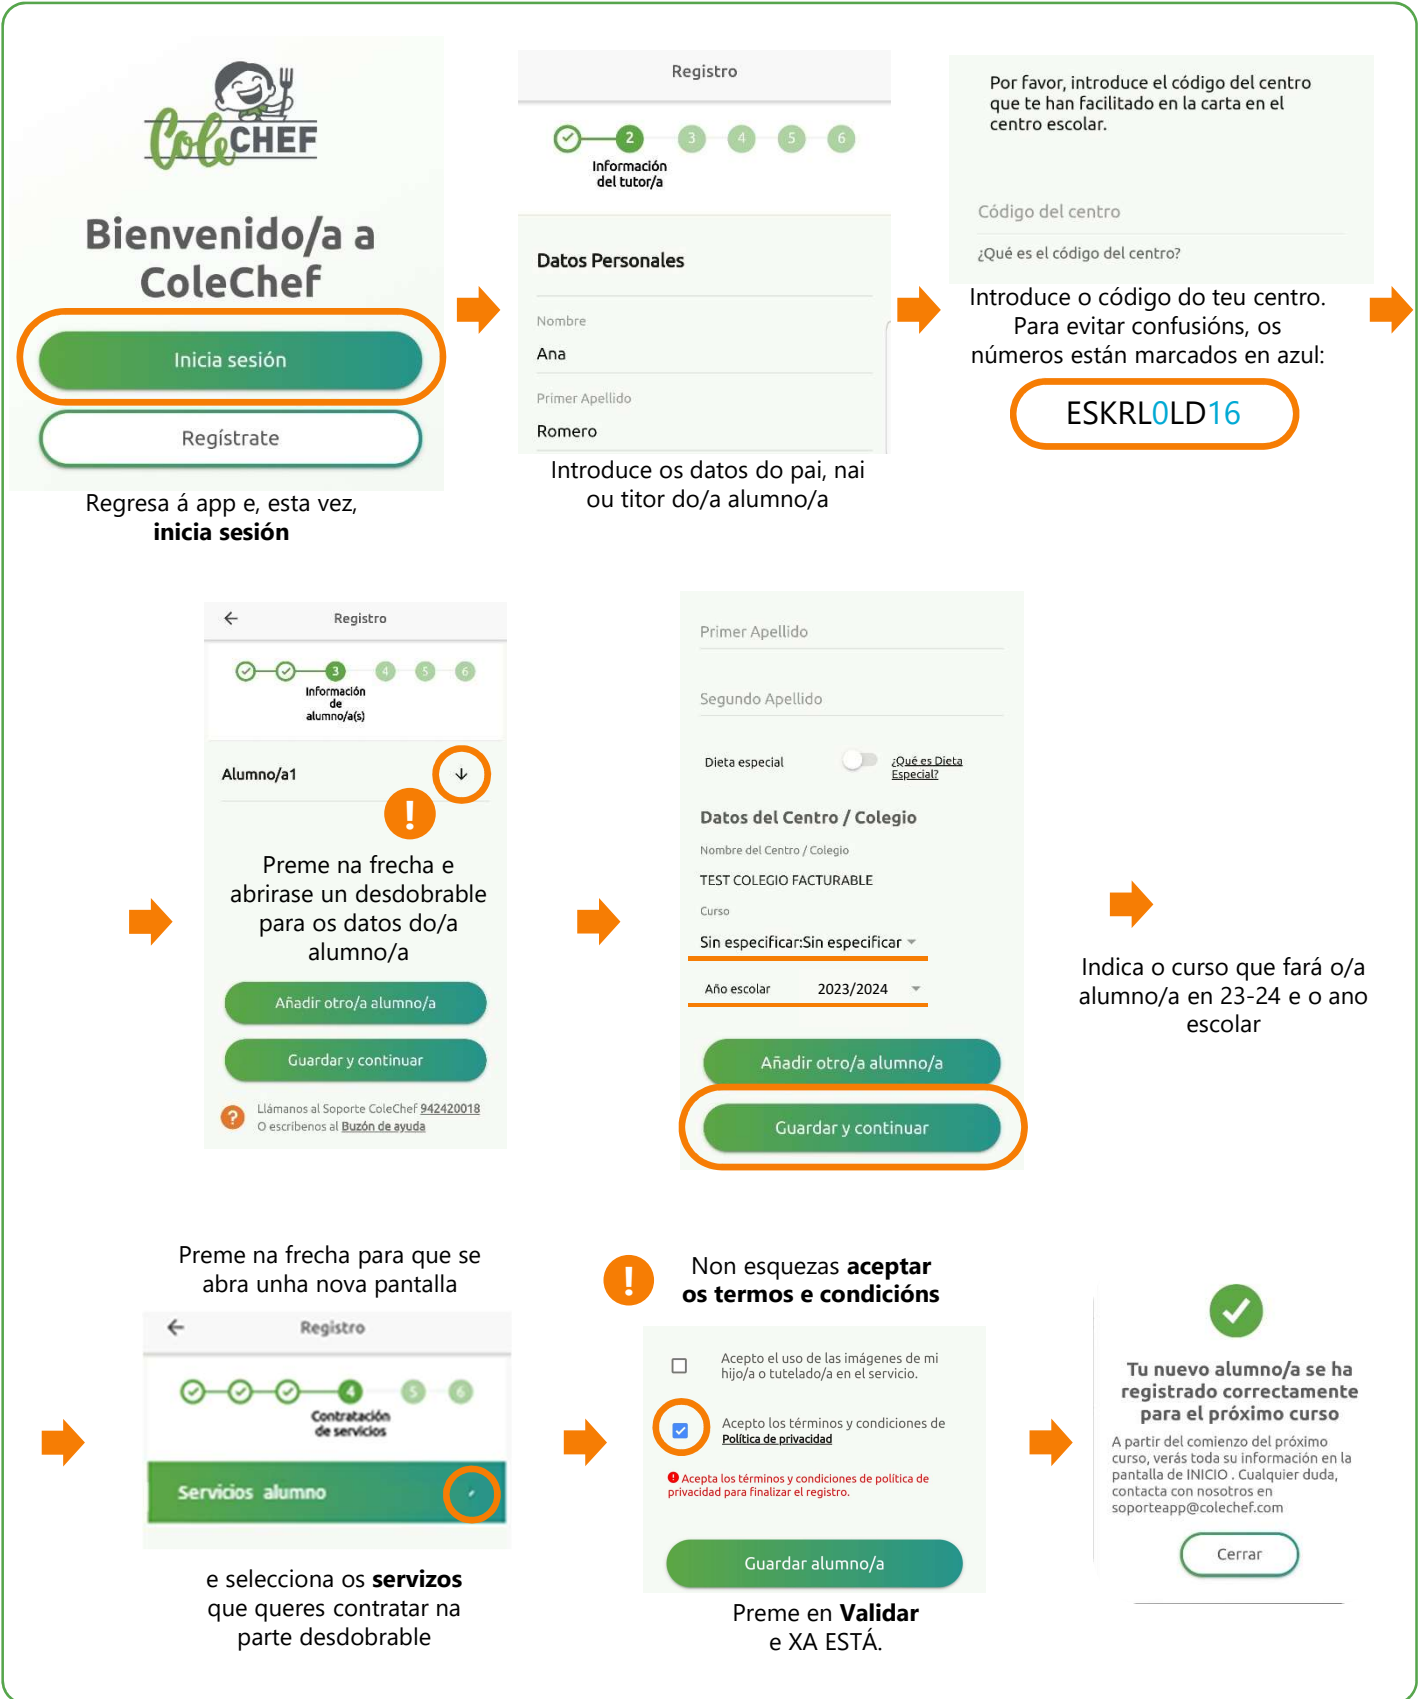 ColeCHEF
Bienvenido/a a
ColeChef
Inicia sesión
Regístrate
Regresa á app e, esta vez,
inicia sesión
Registro
2 3 4 5 6
Información
del tutor/a
Datos Personales
Nombre
Ana
Primer Apellido
Romero
Introduce os datos do pai, nai
ou titor do/a alumno/a
Por favor, introduce el código del centro
que te han facilitado en la carta en el
centro escolar.
Código del centro
¿Qué es el código del centro?
Introduce o código do teu centro.
Para evitar confusións, os
números están marcados en azul:
ESKRL0LD16
Registro
3 4 5 6
Información
de
alumno/a(s)
Alumno/a1
!
Preme na frecha e
abrirase un desdobrable
para os datos do/a
alumno/a
Añadir otro/a alumno/a
Guardar y continuar
?
Llámanos al Soporte ColeChef 942420018
O escríbenos al Buzón de ayuda
Primer Apellido
Segundo Apellido
Dieta especial
¿Qué es Dieta
Especial?
Datos del Centro / Colegio
Nombre del Centro / Colegio
TEST COLEGIO FACTURABLE
Curso
Sin especificar:Sin especificar
Año escolar 2023/2024
Añadir otro/a alumno/a
Guardar y continuar
Indica o curso que fará o/a
alumno/a en 23-24 e o ano
escolar
Preme na frecha para que se
abra unha nova pantalla
Registro
4 5 6
Contratación
de servicios
Servicios alumno
e selecciona os servizos
que queres contratar na
parte desdobrable
!
Non esquezas aceptar
os termos e condicións
Acepto el uso de las imágenes de mi
hijo/a o tutelado/a en el servicio.
Acepto los términos y condiciones de
Política de privacidad
Acepta los términos y condiciones de política de
privacidad para finalizar el registro.
Guardar alumno/a
Preme en Validar
e XA ESTÁ.
Tu nuevo alumno/a se ha
registrado correctamente
para el próximo curso
A partir del comienzo del próximo
curso, verás toda su información en la
pantalla de INICIO . Cualquier duda,
contacta con nosotros en
soporteapp@colechef.com
Cerrar